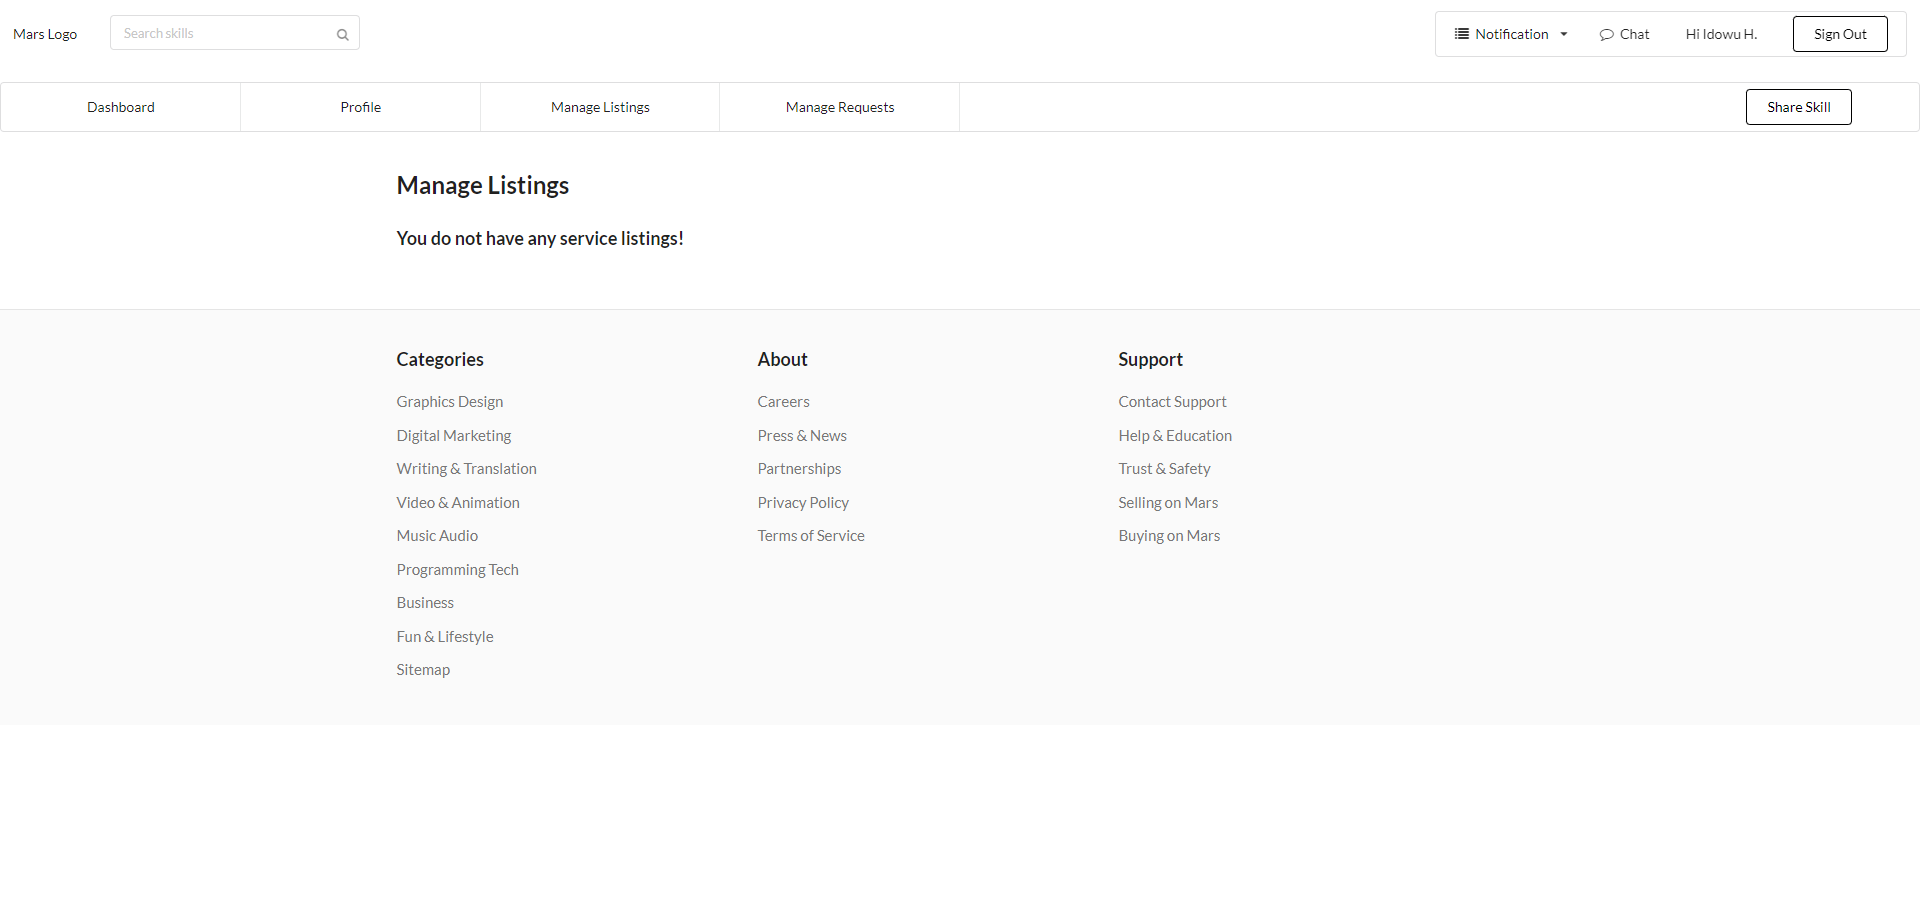 Mars Logo
Search skills
Notification
Chat
Hi Idowu H.
Sign Out
Dashboard
Profile
Manage Listings
Manage Requests
Share Skill
Manage Listings
You do not have any service listings!
Categories
Graphics Design
Digital Marketing
Writing & Translation
Video & Animation
Music Audio
Programming Tech
Business
Fun & Lifestyle
Sitemap
About
Careers
Press & News
Partnerships
Privacy Policy
Terms of Service
Support
Contact Support
Help & Education
Trust & Safety
Selling on Mars
Buying on Mars